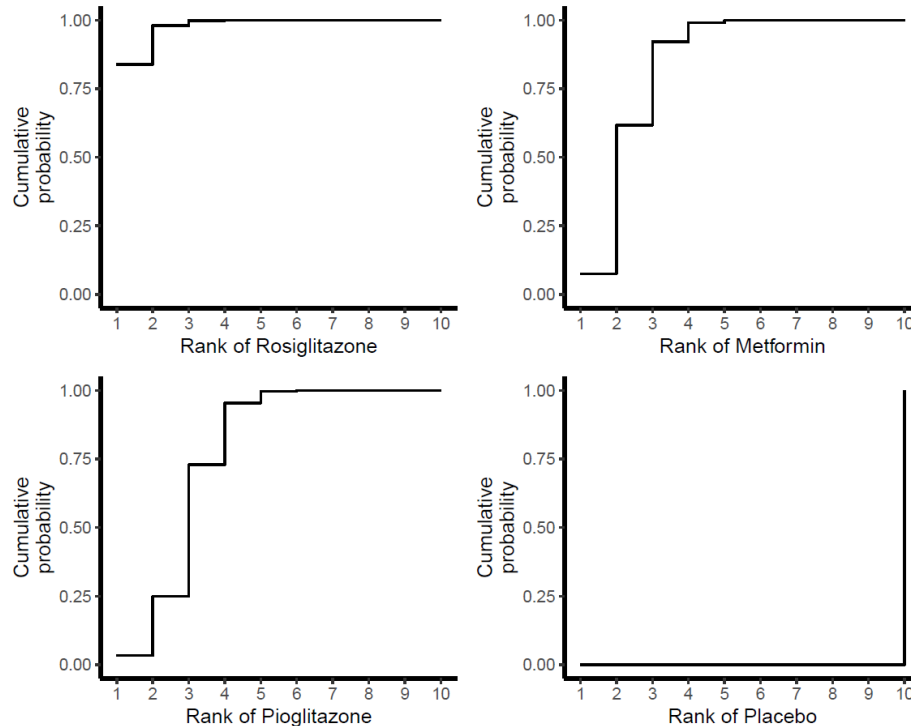 Cumulative
probability
1.00
0.75
0.50
0.25
0.00
1 2 3 4 5 6 7 8 9 10
Rank of Rosiglitazone
Cumulative
probability
1.00
0.75
0.50
0.25
0.00
1 2 3 4 5 6 7 8 9 10
Rank of Metformin
Cumulative
probability
1.00
0.75
0.50
0.25
0.00
1 2 3 4 5 6 7 8 9 10
Rank of Pioglitazone
Cumulative
probability
1.00
0.75
0.50
0.25
0.00
1 2 3 4 5 6 7 8 9 10
Rank of Placebo